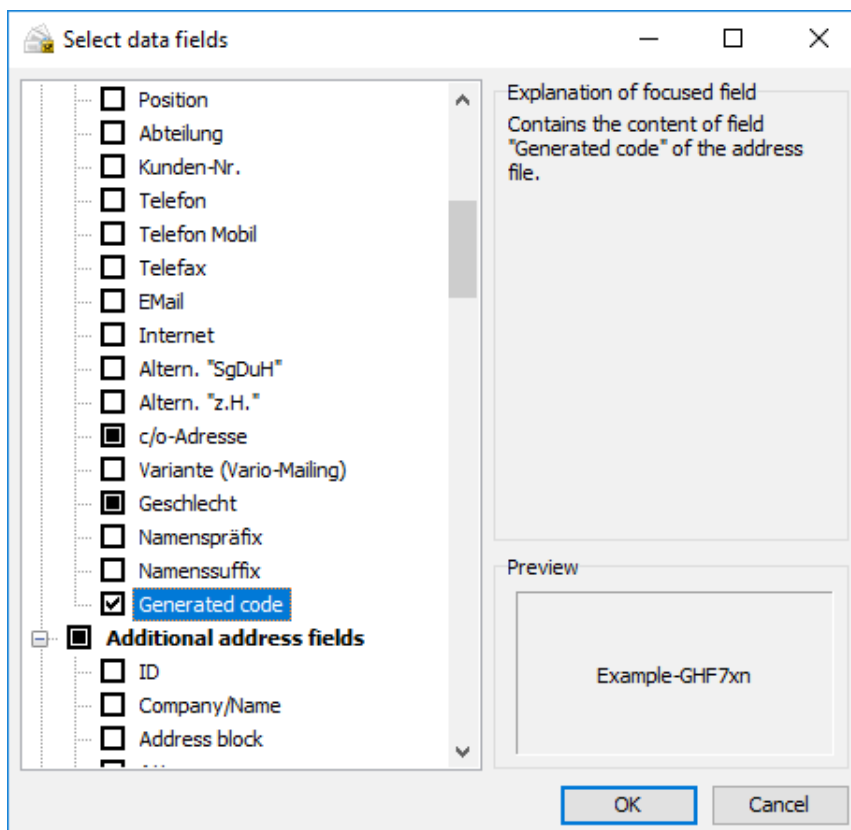 Select data fields
Position
Abteilung
Kunden-Nr.
Telefon
Telefon Mobil
Telefax
EMail
Internet
Altern. "SgDuH"
Altern. "z.H."
c/o-Adresse
Variante (Vario-Mailing)
Geschlecht
Namenspräfix
Namenssuffix
Generated code
Additional address fields
ID
Company/Name
Address block
Explanation of focused field
Contains the content of field
"Generated code" of the address
file.
Preview
Example-GHF7xn
OK
Cancel